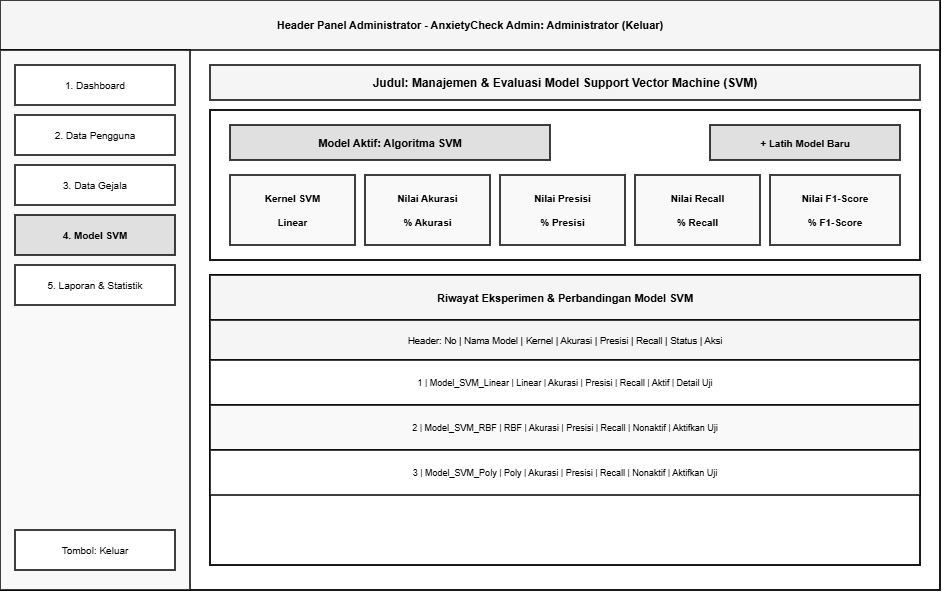 Header Panel Administrator - AnxietyCheck Admin: Administrator (Keluar)
1. Dashboard
2. Data Pengguna
3. Data Gejala
4. Model SVM
5. Laporan & Statistik
Tombol: Keluar
Judul: Manajemen & Evaluasi Model Support Vector Machine (SVM)
Model Aktif: Algoritma SVM
+ Latih Model Baru
Kernel SVM
Linear
Nilai Akurasi
% Akurasi
Nilai Presisi
% Presisi
Nilai Recall
% Recall
Nilai F1-Score
% F1-Score
Riwayat Eksperimen & Perbandingan Model SVM
Header: No | Nama Model | Kernel | Akurasi | Presisi | Recall | Status | Aksi
1 | Model_SVM_Linear | Linear | Akurasi | Presisi | Recall | Aktif | Detail Uji
2 | Model_SVM_RBF | RBF | Akurasi | Presisi | Recall | Nonaktif | Aktifkan Uji
3 | Model_SVM_Poly | Poly | Akurasi | Presisi | Recall | Nonaktif | Aktifkan Uji